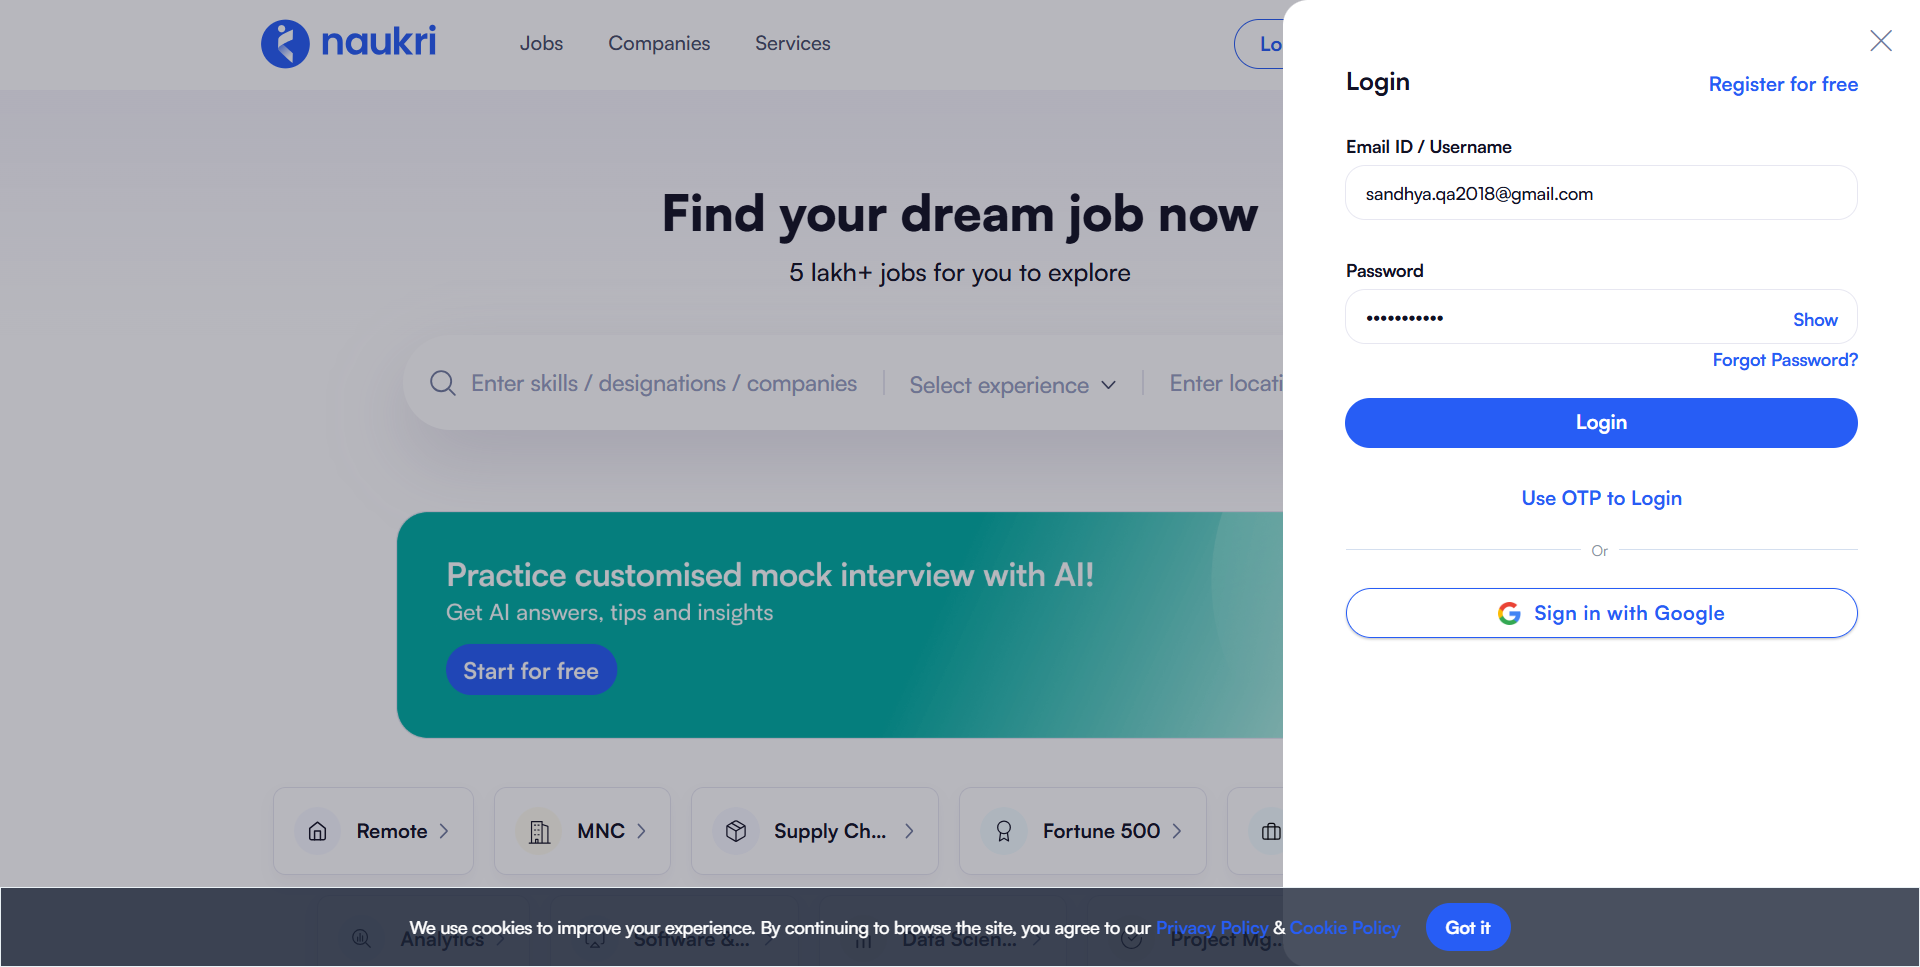 naukri
Jobs
Companies
Services
Lo
Find your dream job now
5 lakh+ jobs for you to explore
Enter skills / designations / companies
Select experience
Enter locati
Practice customised mock interview with AI!
Get AI answers, tips and insights
Start for free
Remote
MNC
Supply Ch...
Fortune 500
Analytics
Software &...
Data Scien...
Project Mg...
Login
Register for free
Email ID / Username
sandhya.qa2018@gmail.com
Password
•••••••••••
Show
Forgot Password?
Login
Use OTP to Login
Or
Sign in with Google
We use cookies to improve your experience. By continuing to browse the site, you agree to our Privacy Policy & Cookie Policy
Got it